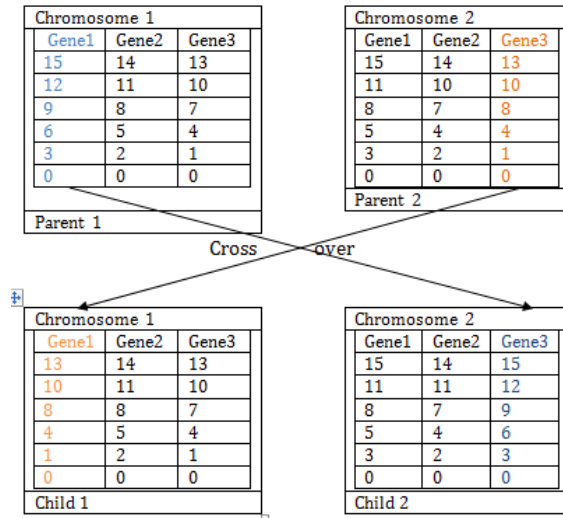 Chromosome 1
Gene1 Gene2 Gene3
15 14 13
12 11 10
9 8 7
6 5 4
3 2 1
0 0 0
Parent 1
Chromosome 2
Gene1 Gene2 Gene3
15 14 13
11 10 10
8 7 8
5 4 4
3 2 1
0 0 0
Parent 2
Cross over
Chromosome 1
Gene1 Gene2 Gene3
13 14 13
10 11 10
8 8 7
4 5 4
1 2 1
0 0 0
Child 1
Chromosome 2
Gene1 Gene2 Gene3
15 14 15
11 11 12
8 7 9
5 4 6
3 2 3
0 0 0
Child 2